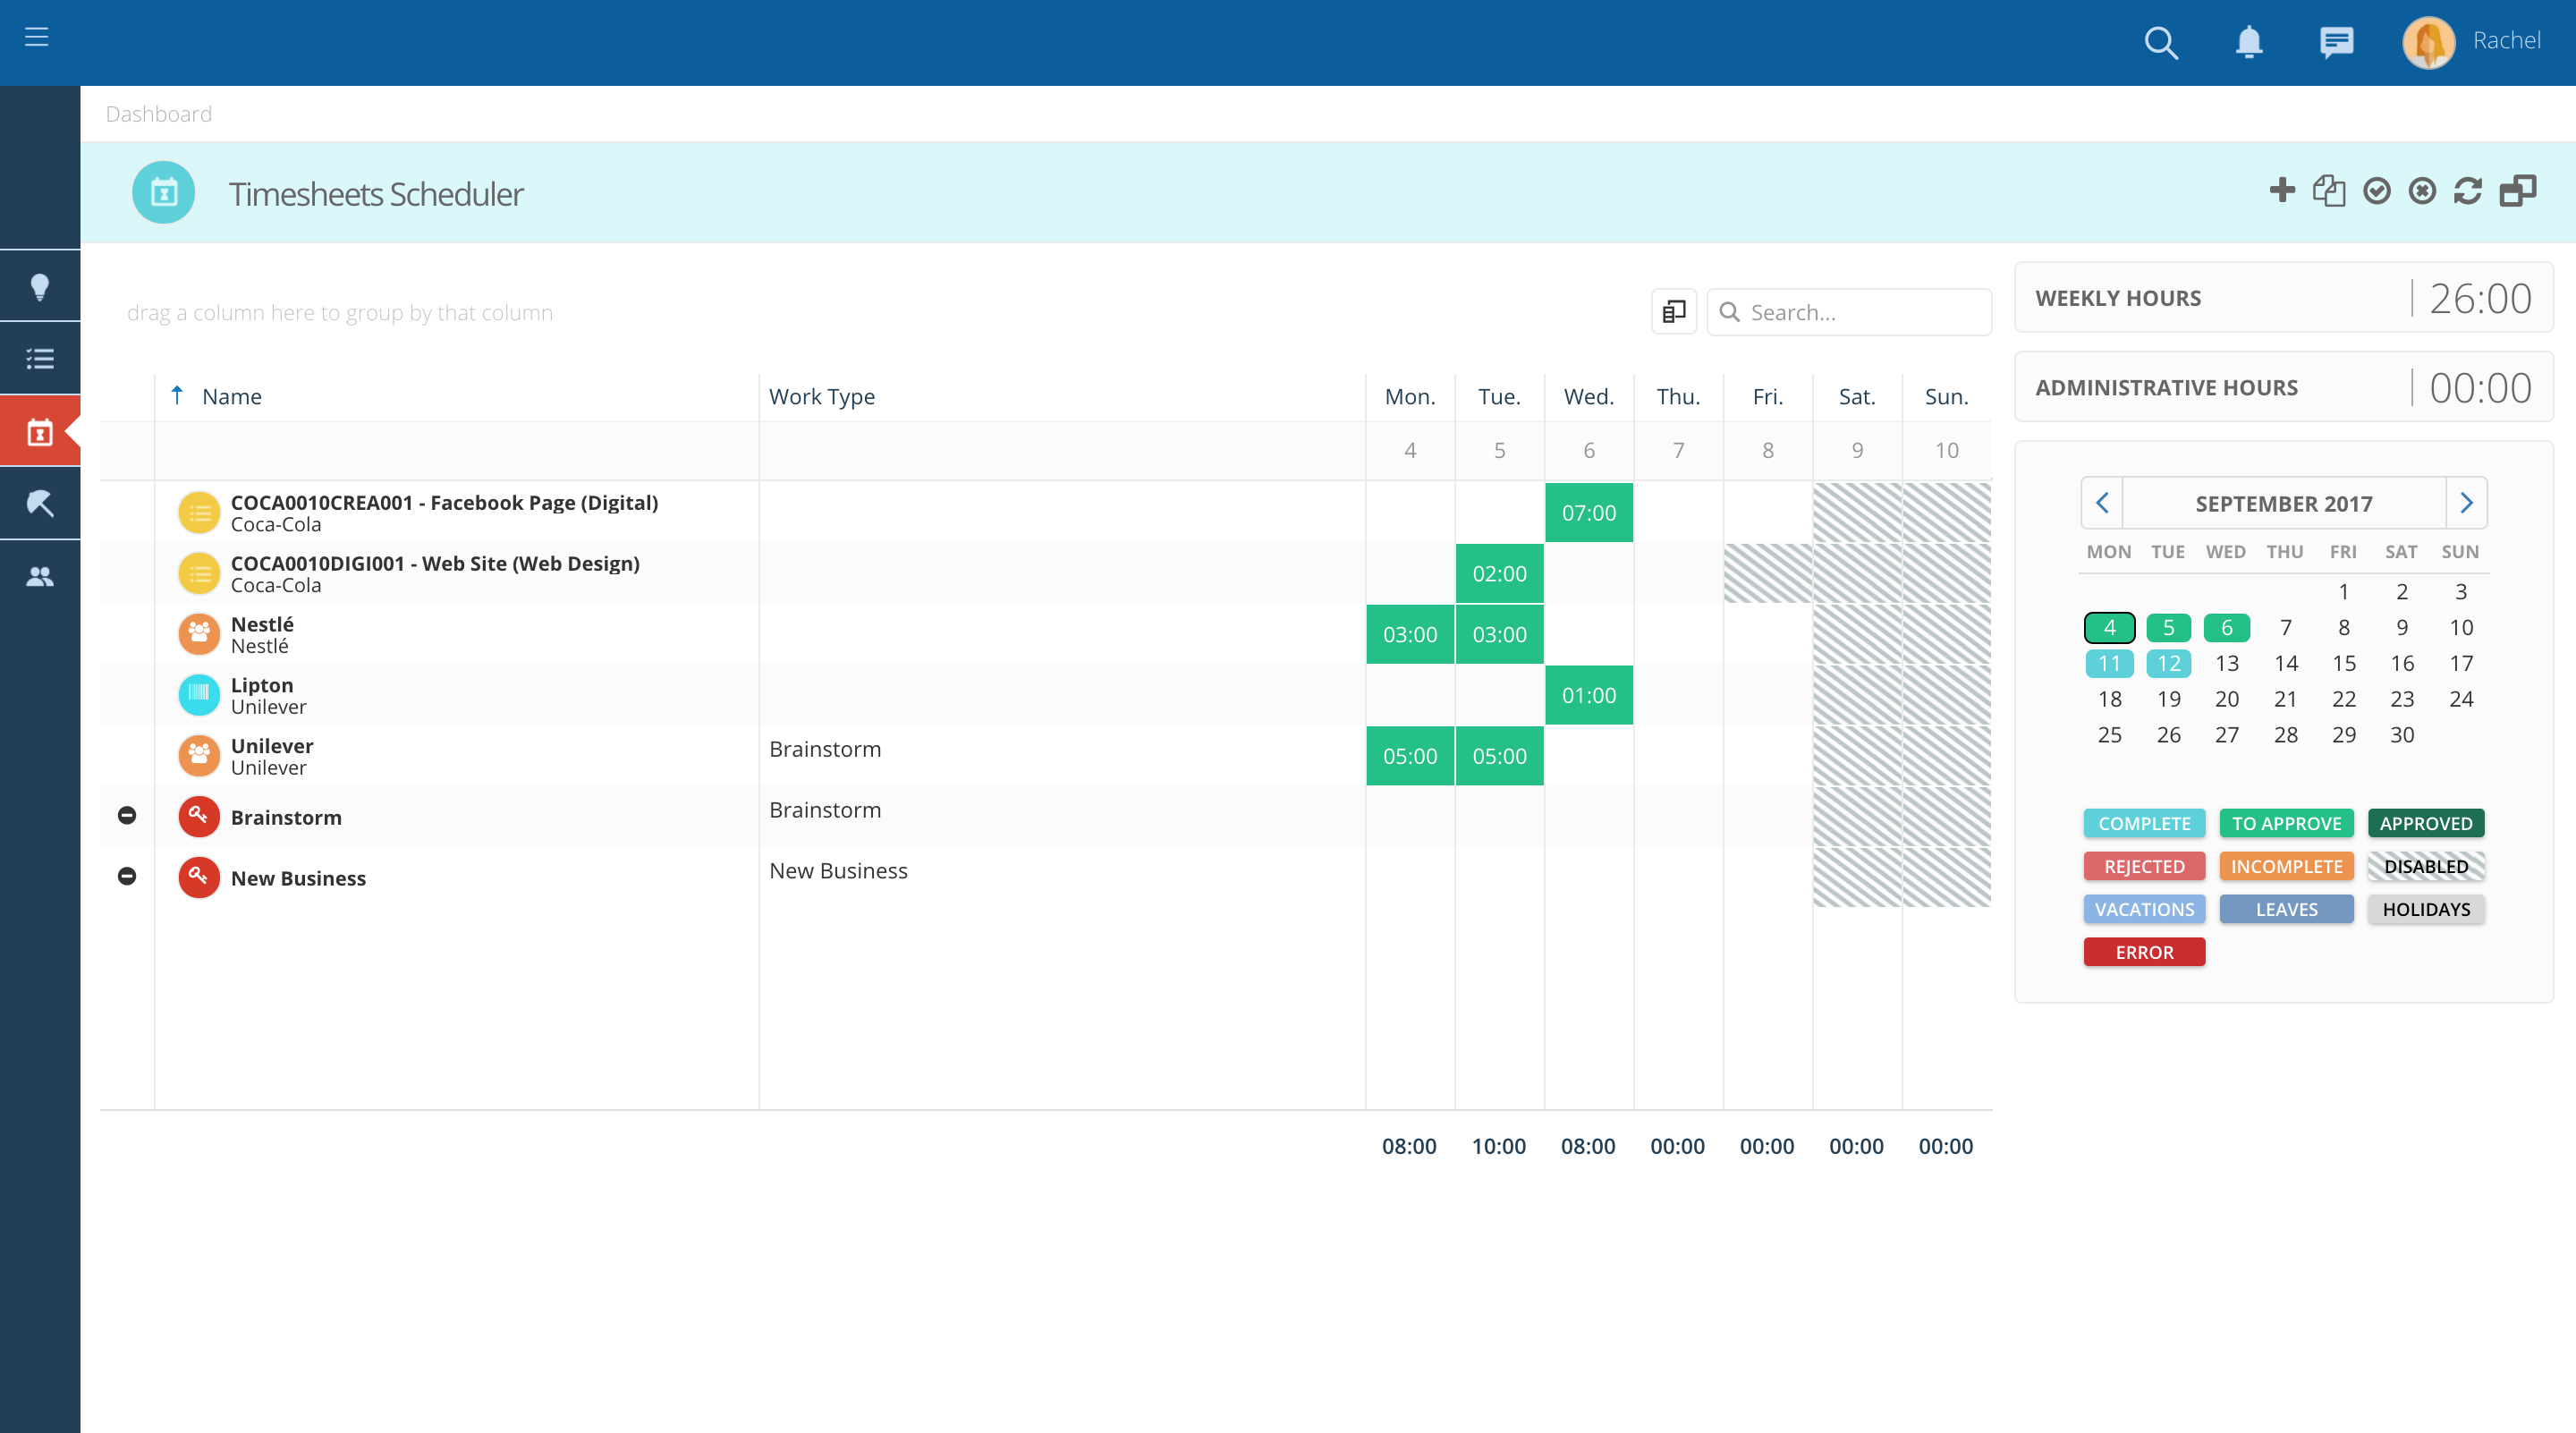 Rachel
Dashboard
Timesheets Scheduler
drag a column here to group by that column
Search...
Name Work Type Mon. Tue. Wed. Thu. Fri. Sat. Sun.
4 5 6 7 8 9 10
COCA0010CREA001 - Facebook Page (Digital)
Coca-Cola
07:00
COCA0010DIGI001 - Web Site (Web Design)
Coca-Cola
02:00
Nestlé
Nestlé
03:00 03:00
Lipton
Unilever
01:00
Unilever
Unilever
Brainstorm
05:00 05:00
Brainstorm
Brainstorm
New Business
New Business
08:00 10:00 08:00 00:00 00:00 00:00 00:00
WEEKLY HOURS 26:00
ADMINISTRATIVE HOURS 00:00
SEPTEMBER 2017
MON TUE WED THU FRI SAT SUN
1 2 3
4 5 6 7 8 9 10
11 12 13 14 15 16 17
18 19 20 21 22 23 24
25 26 27 28 29 30
COMPLETE TO APPROVE APPROVED
REJECTED INCOMPLETE DISABLED
VACATIONS LEAVES HOLIDAYS
ERROR